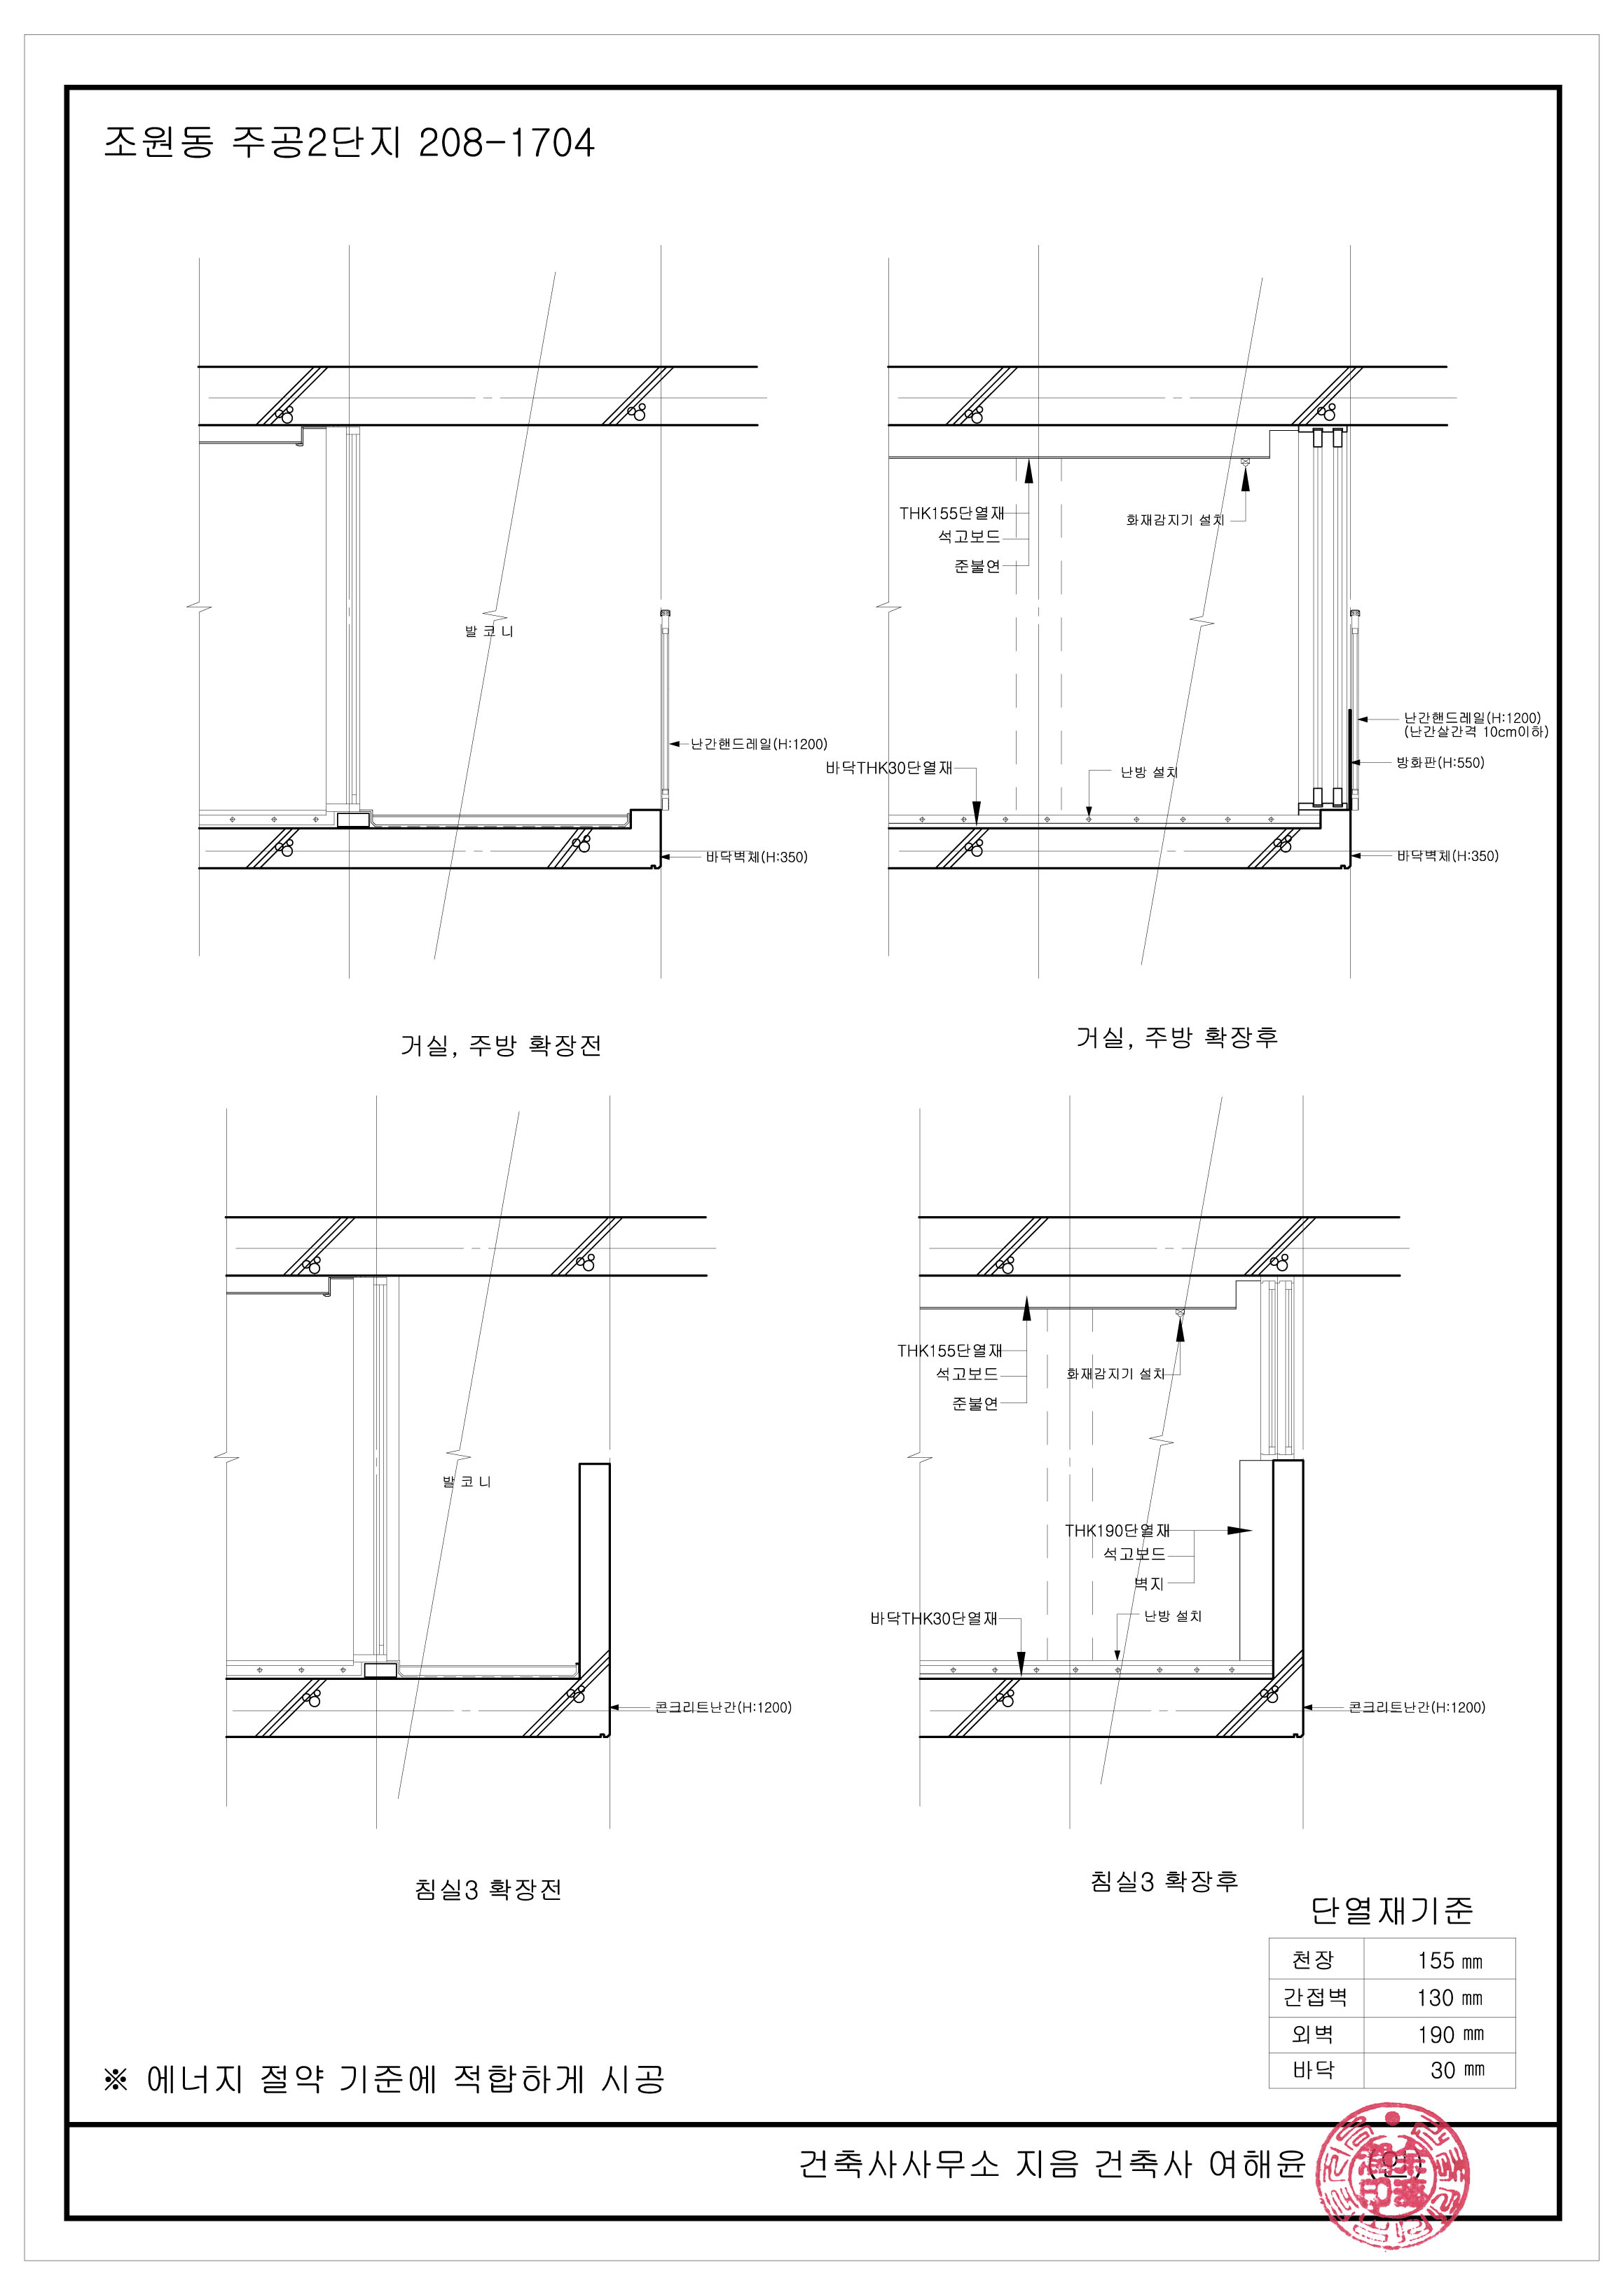 조원동 주공2단지 208-1704
발 코 니
난간핸드레일(H:1200)
바닥벽체(H:350)
거실, 주방 확장전
THK155단열재
석고보드
준불연
화재감지기 설치
바닥THK30단열재
난방 설치
난간핸드레일(H:1200)
(난간살간격 10cm이하)
방화판(H:550)
바닥벽체(H:350)
거실, 주방 확장후
발 코 니
콘크리트난간(H:1200)
침실3 확장전
THK155단열재
석고보드
준불연
화재감지기 설치
THK190단열재
석고보드
벽지
바닥THK30단열재
난방 설치
콘크리트난간(H:1200)
침실3 확장후
단열재기준
천장 155 ㎜
간접벽 130 ㎜
외벽 190 ㎜
바닥 30 ㎜
※ 에너지 절약 기준에 적합하게 시공
건축사사무소 지음 건축사 여해윤 (인)